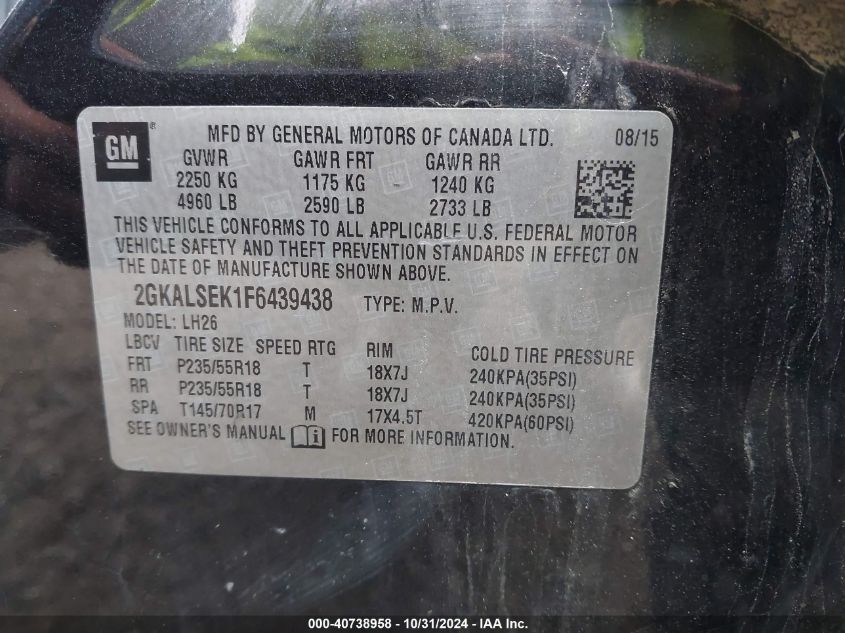 GM ® MFD BY GENERAL MOTORS OF CANADA LTD. 08/15
GVWR GAWR FRT GAWR RR
2250 KG 1175 KG 1240 KG
4960 LB 2590 LB 2733 LB
THIS VEHICLE CONFORMS TO ALL APPLICABLE U.S. FEDERAL MOTOR
VEHICLE SAFETY AND THEFT PREVENTION STANDARDS IN EFFECT ON
THE DATE OF MANUFACTURE SHOWN ABOVE.
2GKALSEK1F6439438 TYPE: M.P.V.
MODEL: LH26
LBCV TIRE SIZE SPEED RTG RIM COLD TIRE PRESSURE
FRT P235/55R18 T 18X7J 240KPA(35PSI)
RR P235/55R18 T 18X7J 240KPA(35PSI)
SPA T145/70R17 M 17X4.5T 420KPA(60PSI)
SEE OWNER'S MANUAL FOR MORE INFORMATION.
000-40738958 - 10/31/2024 - IAA Inc.